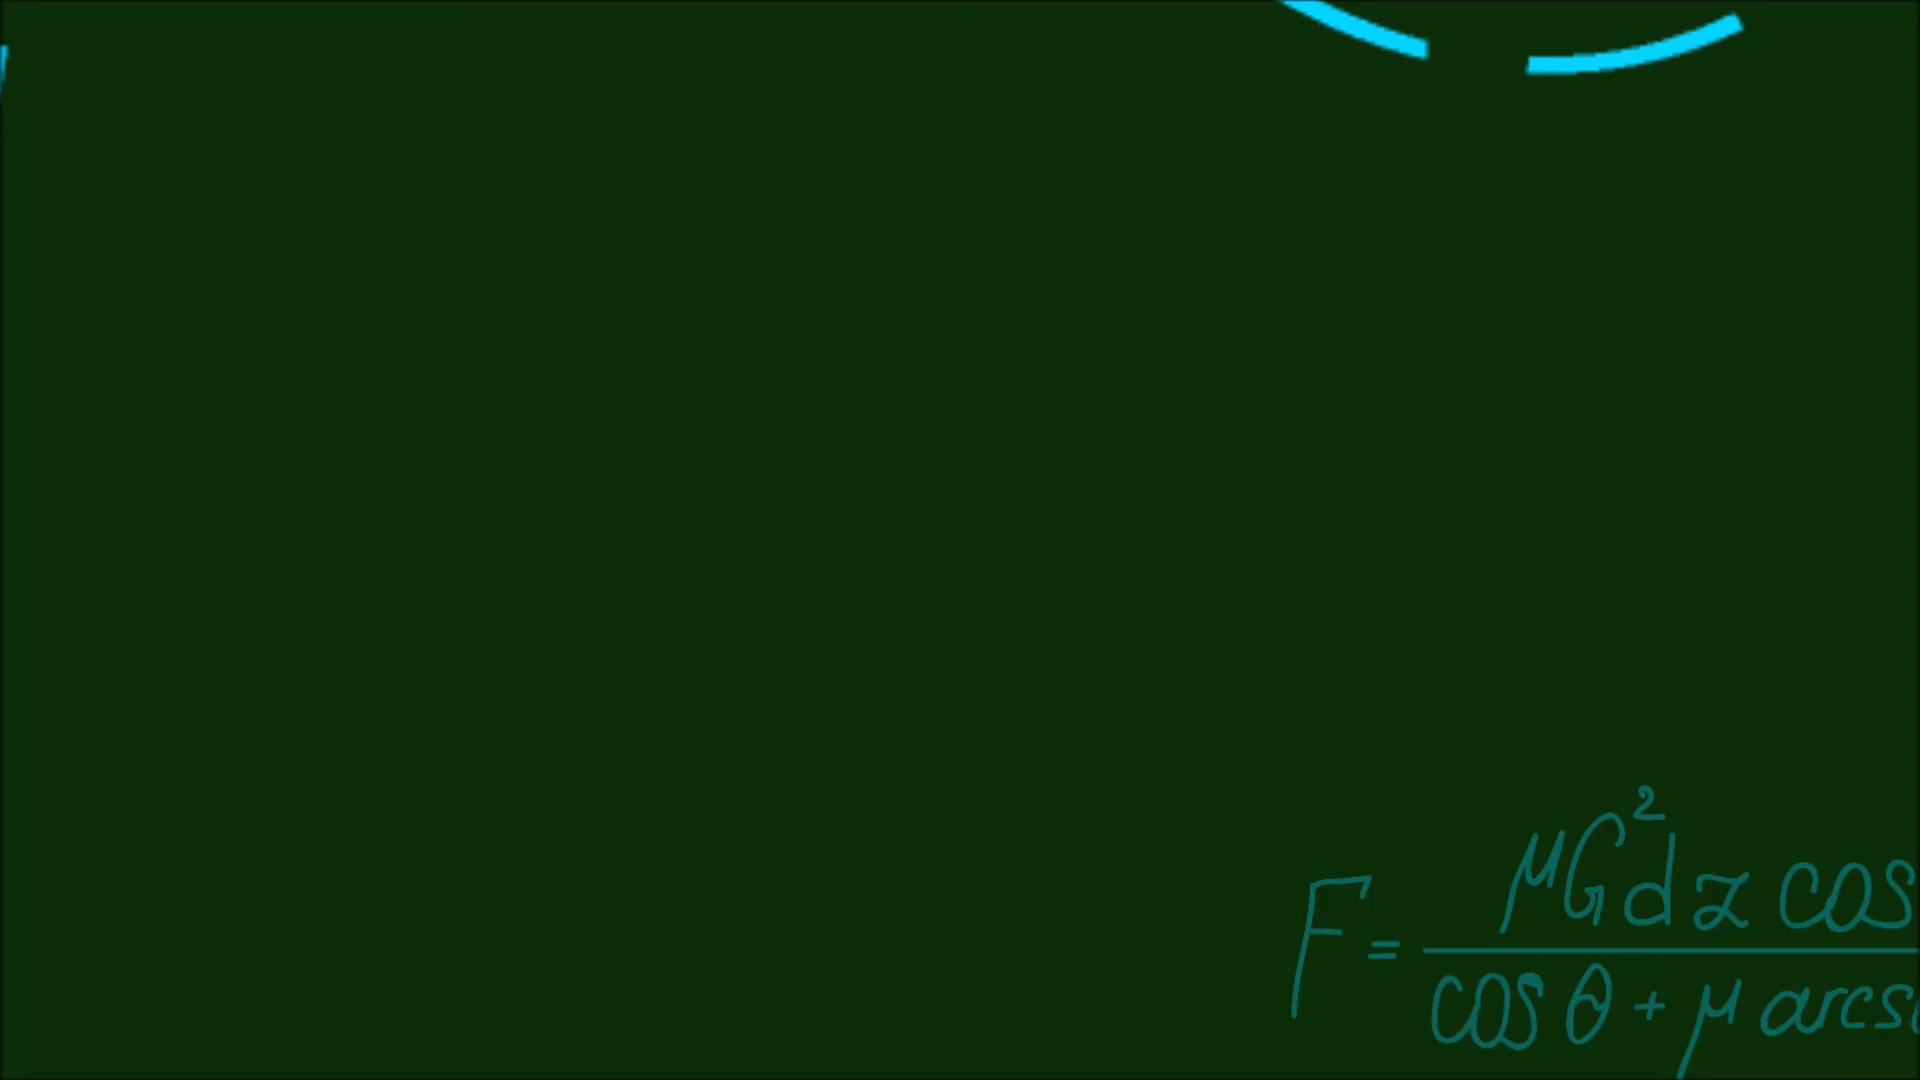 F = μG²dz cos
cos θ + μ arcs